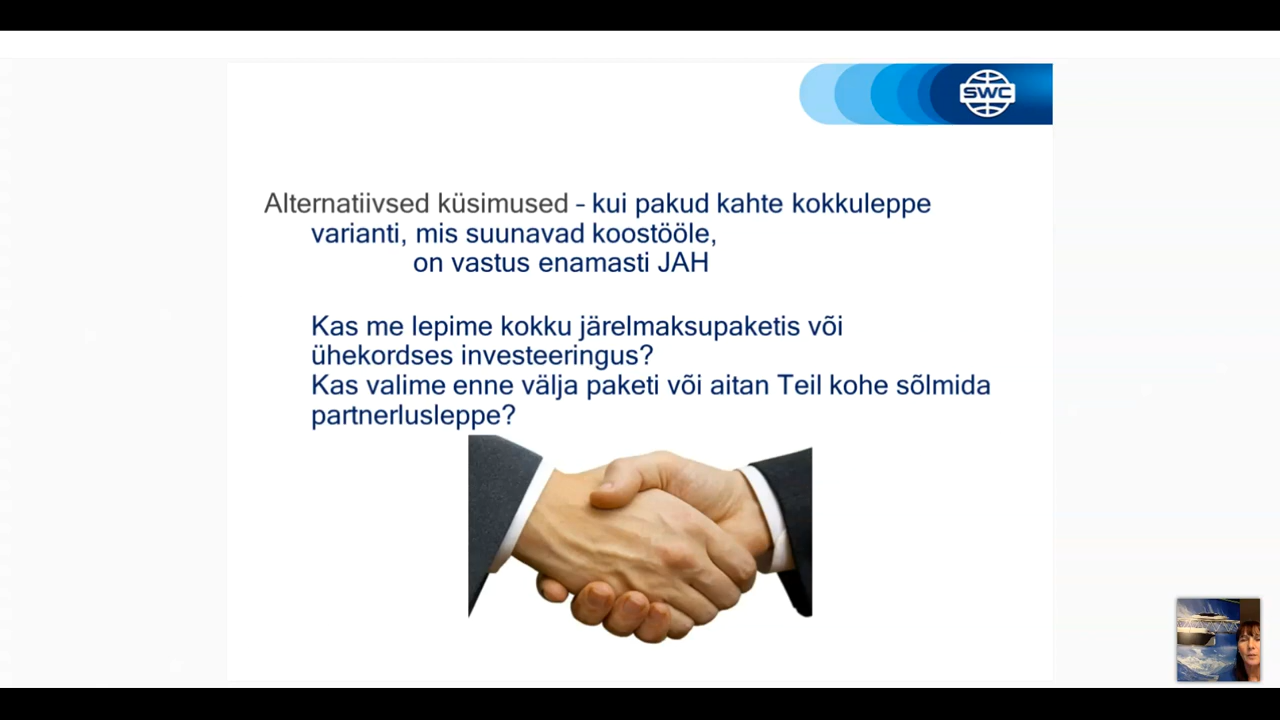 SWC
Alternatiivsed küsimused - kui pakud kahte kokkuleppe
varianti, mis suunavad koostööle,
on vastus enamasti JAH
Kas me lepime kokku järelmaksupaketis või
ühekordses investeeringus?
Kas valime enne välja paketi või aitan Teil kohe sõlmida
partnerlusleppe?